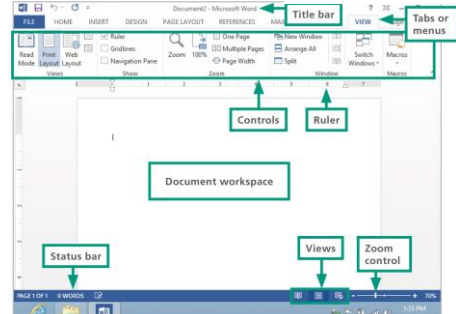 Document2 - Microsoft Word
Title bar
FILE HOME INSERT DESIGN PAGE LAYOUT REFERENCES VIEW
Tabs or
menus
Read
Mode
Print
Layout
Web
Layout
Views
Ruler
Gridlines
Navigation Pane
Show
Zoom
100%
One Page
Multiple Pages
Page Width
Zoom
New Window
Arrange All
Split
Window
Switch
Windows
Macros
Macros
Controls
Ruler
Document workspace
Status bar
Views
Zoom
control
PAGE 1 OF 1 0 WORDS
70%
1:35 PM